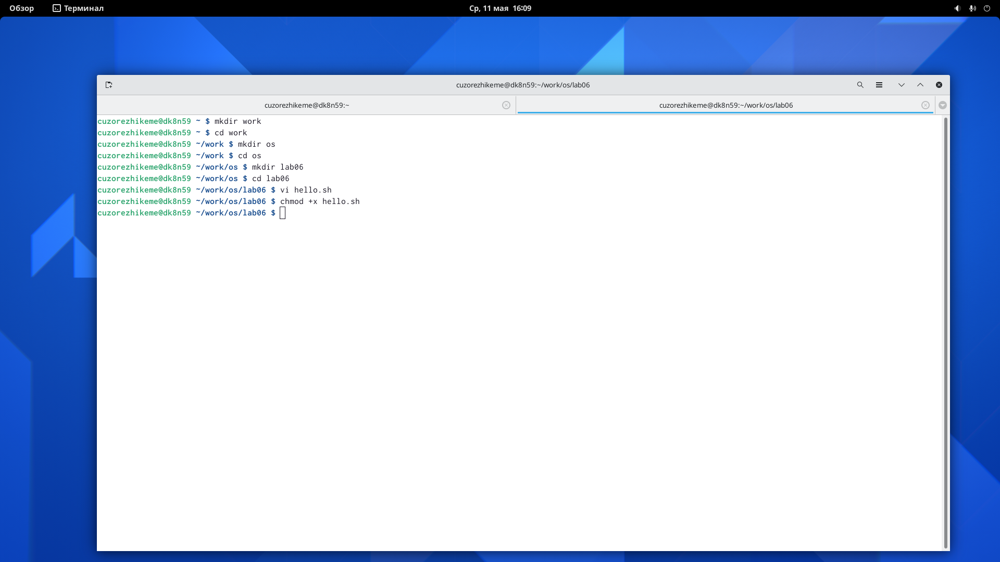 Обзор Терминал Ср, 11 мая 16:09
cuzorezhikeme@dk8n59:~/work/os/lab06
cuzorezhikeme@dk8n59:~ cuzorezhikeme@dk8n59:~/work/os/lab06
cuzorezhikeme@dk8n59 ~ $ mkdir work
cuzorezhikeme@dk8n59 ~ $ cd work
cuzorezhikeme@dk8n59 ~/work $ mkdir os
cuzorezhikeme@dk8n59 ~/work $ cd os
cuzorezhikeme@dk8n59 ~/work/os $ mkdir lab06
cuzorezhikeme@dk8n59 ~/work/os $ cd lab06
cuzorezhikeme@dk8n59 ~/work/os/lab06 $ vi hello.sh
cuzorezhikeme@dk8n59 ~/work/os/lab06 $ chmod +x hello.sh
cuzorezhikeme@dk8n59 ~/work/os/lab06 $